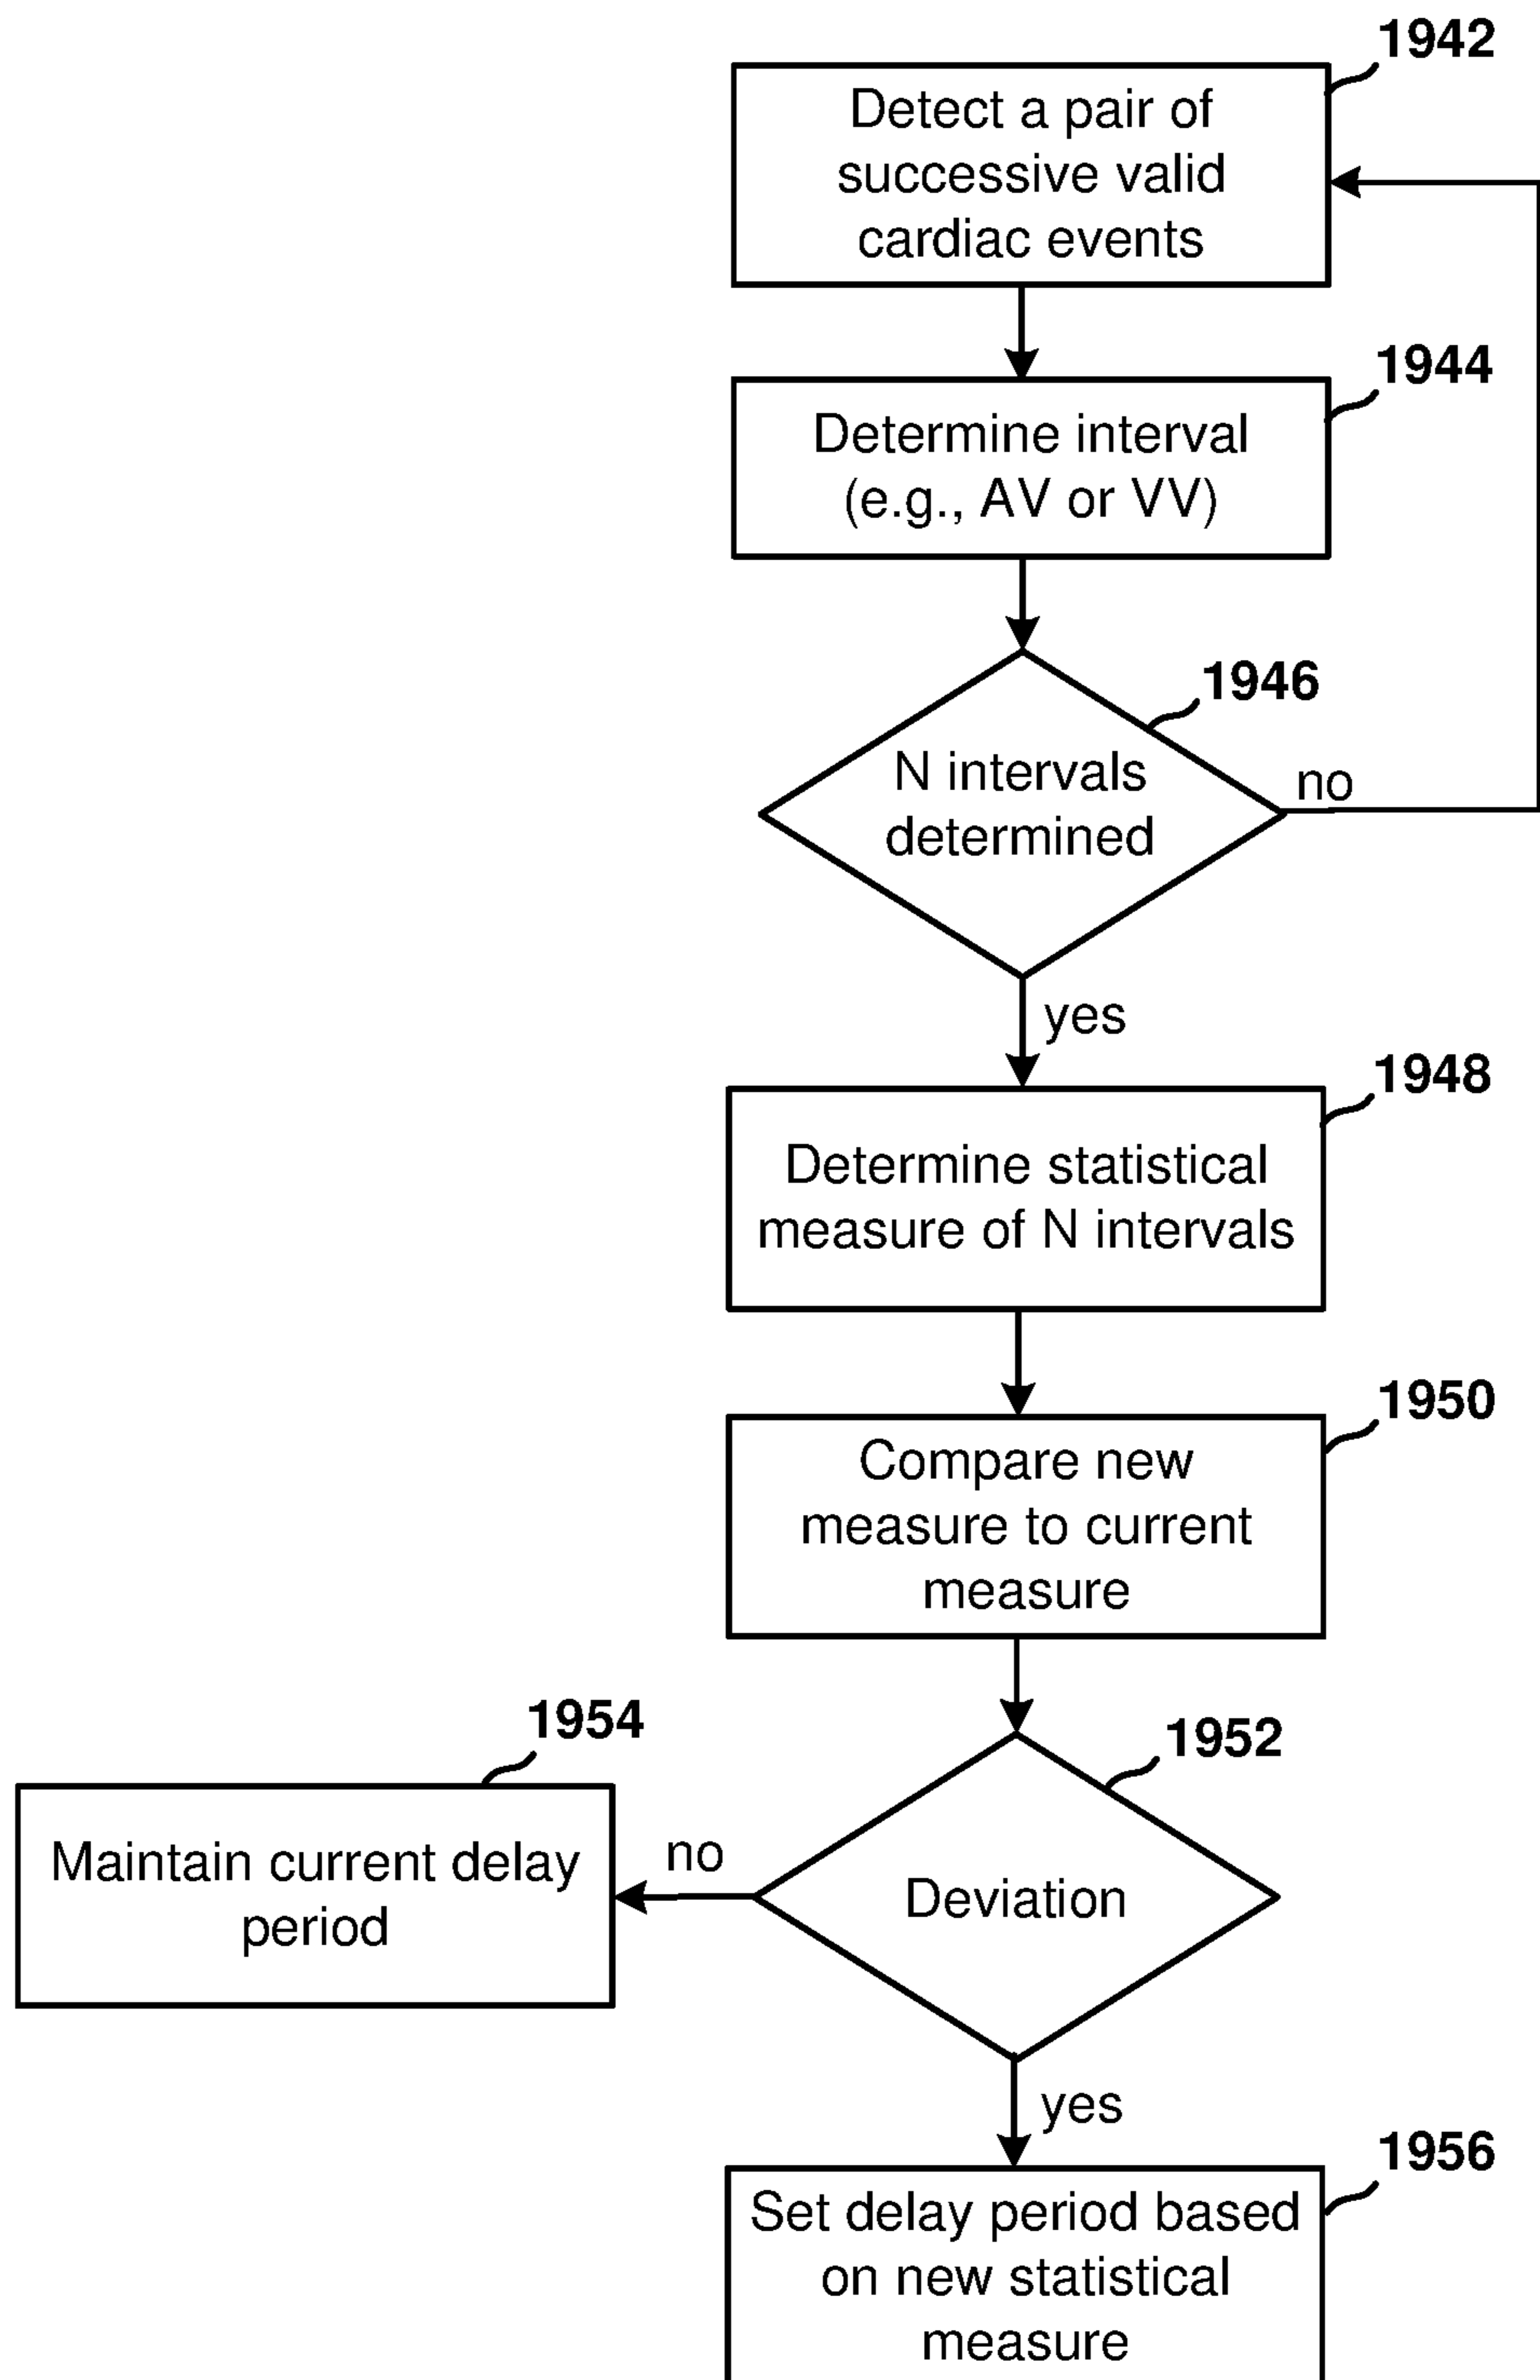 1942
Detect a pair of
successive valid
cardiac events
1944
Determine interval
(e.g., AV or VV)
1946
N intervals
determined
no
yes
1948
Determine statistical
measure of N intervals
1950
Compare new
measure to current
measure
1954
1952
Maintain current delay
period
no
Deviation
yes
1956
Set delay period based
on new statistical
measure